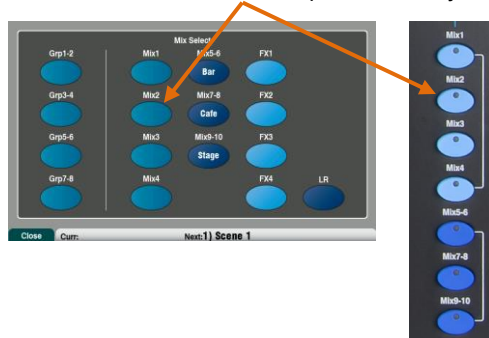 Mix Select
Grp1-2 Mix1 Mix5-6 FX1
Bar
Grp3-4 Mix2 Mix7-8 FX2
Cafe
Grp5-6 Mix3 Mix9-10 FX3
Stage
Grp7-8 Mix4 FX4 LR
Close Curr: Next:1) Scene 1
Mix1
Mix2
Mix3
Mix4
Mix5-6
Mix7-8
Mix9-10